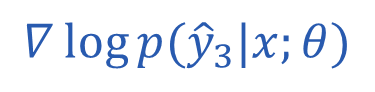 ∇ log p(ŷ₃|x; θ)